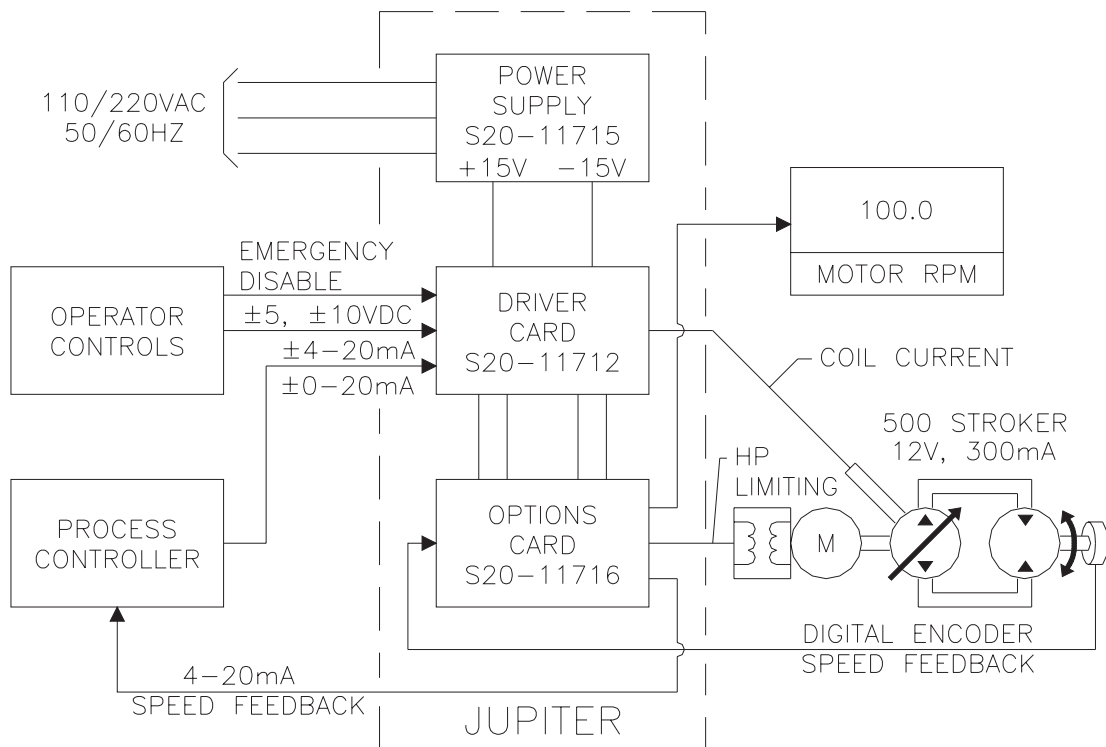 110/220VAC
50/60HZ
POWER
SUPPLY
S20-11715
+15V -15V
100.0
MOTOR RPM
OPERATOR
CONTROLS
EMERGENCY
DISABLE
±5, ±10VDC
±4-20mA
±0-20mA
DRIVER
CARD
S20-11712
COIL CURRENT
500 STROKER
12V, 300mA
PROCESS
CONTROLLER
OPTIONS
CARD
S20-11716
HP
LIMITING
M
DIGITAL ENCODER
SPEED FEEDBACK
4-20mA
SPEED FEEDBACK
JUPITER